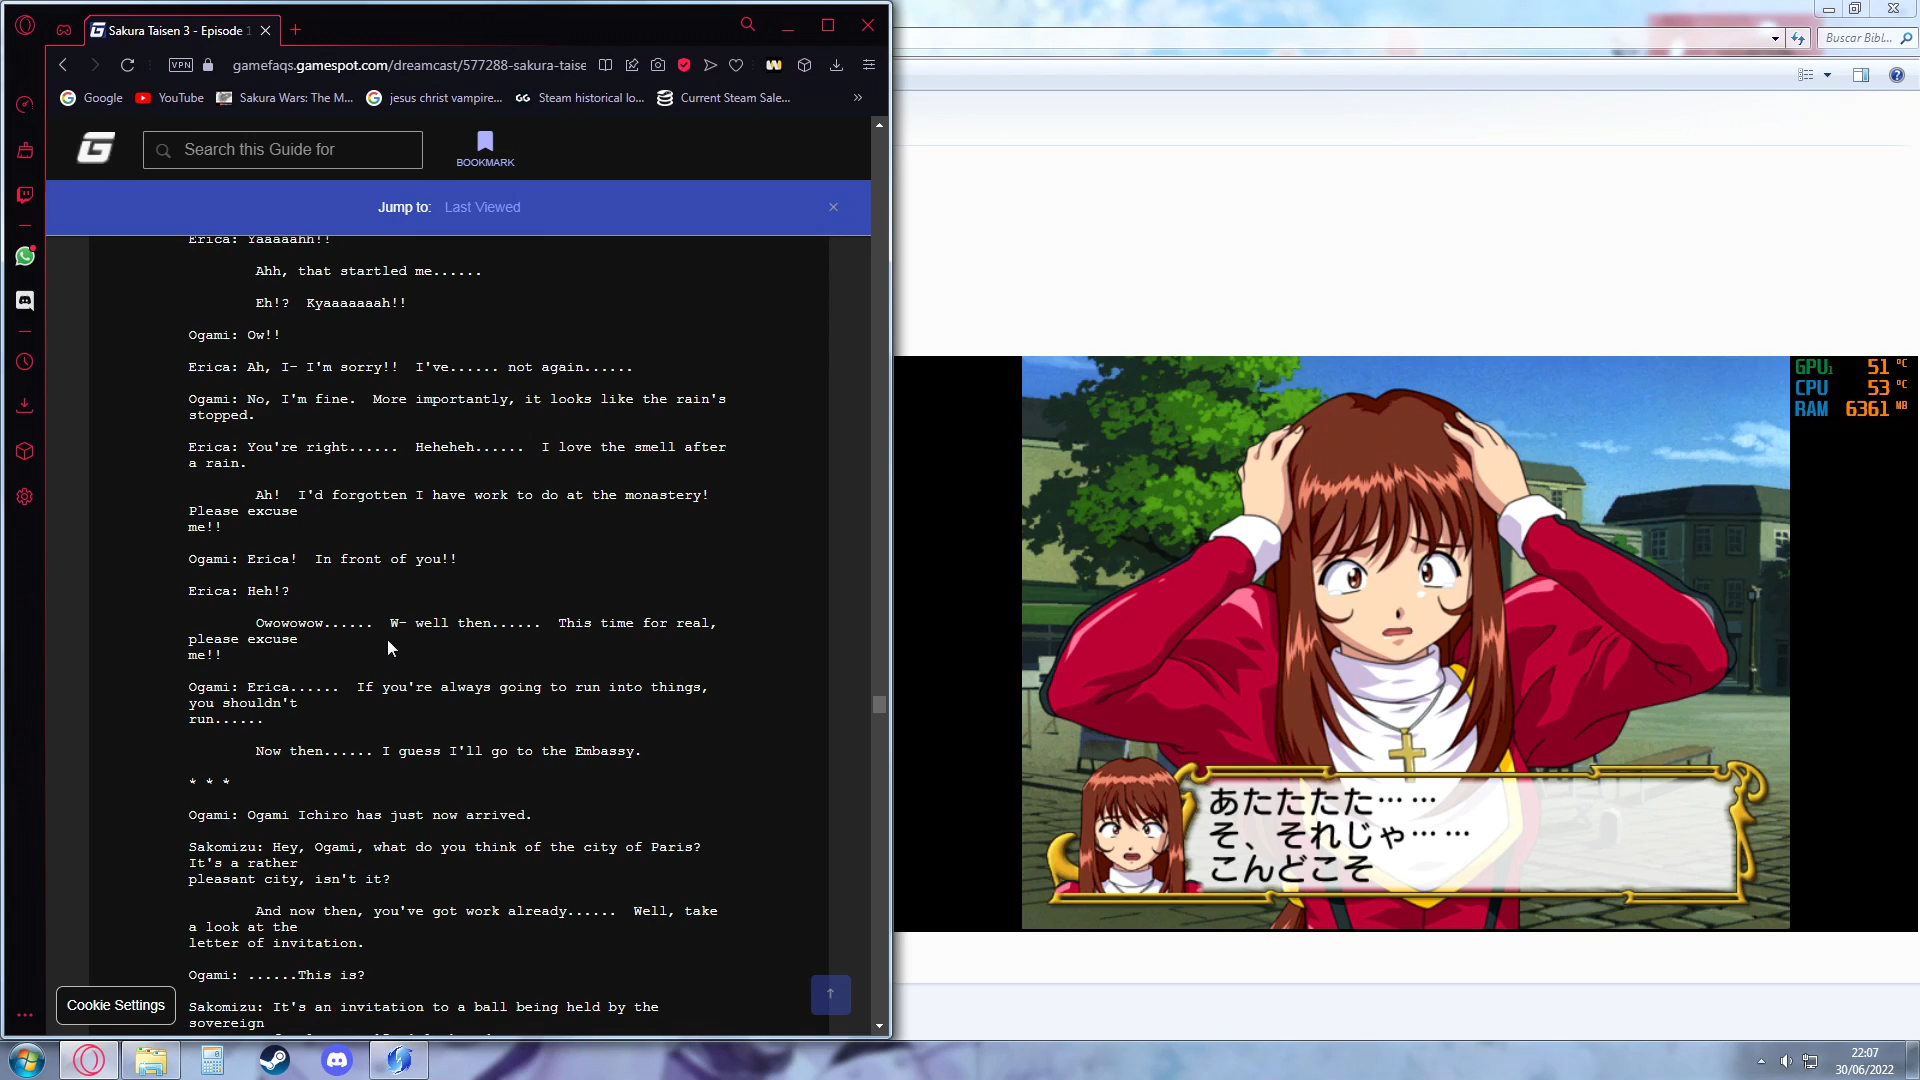 Sakura Taisen 3 - Episode 1
VPN
gamefaqs.gamespot.com/dreamcast/577288-sakura-taise
Google
YouTube
Sakura Wars: The M...
jesus christ vampire...
Steam historical lo...
Current Steam Sale...
»
Search this Guide for
BOOKMARK
Jump to: Last Viewed
Erica: Yaaaaahh!!
Ahh, that startled me......
Eh!? Kyaaaaaaah!!
Ogami: Ow!!
Erica: Ah, I- I'm sorry!! I've...... not again......
Ogami: No, I'm fine. More importantly, it looks like the rain's
stopped.
Erica: You're right...... Heheheh...... I love the smell after
a rain.
Ah! I'd forgotten I have work to do at the monastery!
Please excuse
me!!
Ogami: Erica! In front of you!!
Erica: Heh!?
Owowowow...... W- well then...... This time for real,
please excuse
me!!
Ogami: Erica...... If you're always going to run into things,
you shouldn't
run......
Now then...... I guess I'll go to the Embassy.
* * *
Ogami: Ogami Ichiro has just now arrived.
Sakomizu: Hey, Ogami, what do you think of the city of Paris?
It's a rather
pleasant city, isn't it?
And now then, you've got work already...... Well, take
a look at the
letter of invitation.
Ogami: ......This is?
Sakomizu: It's an invitation to a ball being held by the
sovereign
Cookie Settings
Buscar Bibl...
GPU1 51 °C
CPU 53 °C
RAM 6361 MB
あたたたた……
そ、それじゃ……
こんどこそ
22:07
30/06/2022